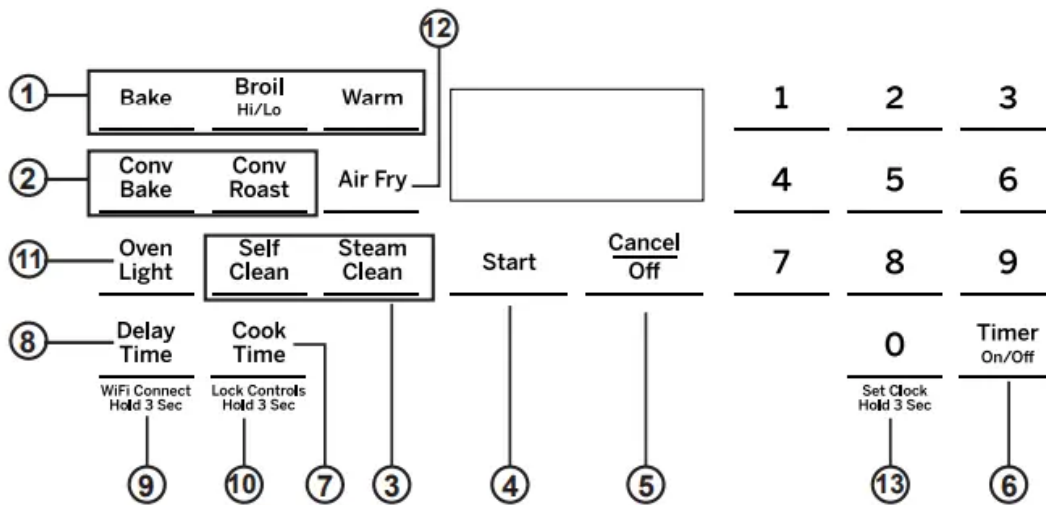 12
1
Bake
Broil
Hi/Lo
Warm
1
2
3
2
Conv
Bake
Conv
Roast
Air Fry
4
5
6
11
Oven
Light
Self
Clean
Steam
Clean
Start
Cancel
Off
7
8
9
8
Delay
Time
Cook
Time
0
Timer
On/Off
WiFi Connect
Hold 3 Sec
Lock Controls
Hold 3 Sec
Set Clock
Hold 3 Sec
9
10
7
3
4
5
13
6